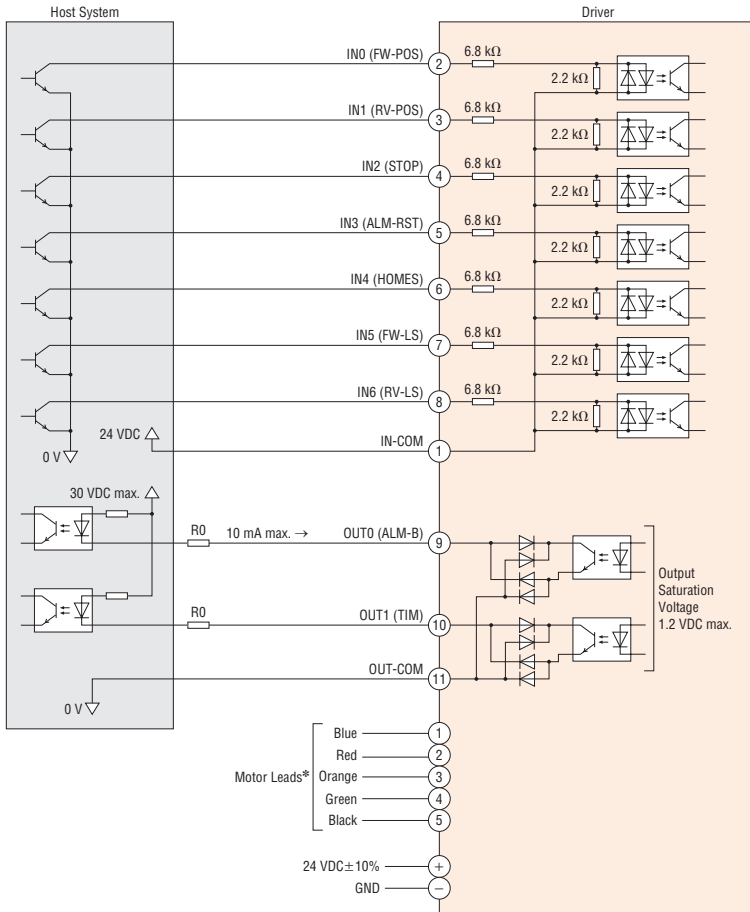 Host System
Driver
IN0 (FW-POS)
2
6.8 kΩ
2.2 kΩ
IN1 (RV-POS)
3
6.8 kΩ
2.2 kΩ
IN2 (STOP)
4
6.8 kΩ
2.2 kΩ
IN3 (ALM-RST)
5
6.8 kΩ
2.2 kΩ
IN4 (HOMES)
6
6.8 kΩ
2.2 kΩ
IN5 (FW-LS)
7
6.8 kΩ
2.2 kΩ
IN6 (RV-LS)
8
6.8 kΩ
2.2 kΩ
24 VDC
IN-COM
1
0 V
30 VDC max.
R0
10 mA max. →
OUT0 (ALM-B)
9
Output
Saturation
Voltage
1.2 VDC max.
R0
OUT1 (TIM)
10
OUT-COM
11
0 V
Motor Leads*
Blue
1
Red
2
Orange
3
Green
4
Black
5
24 VDC±10%
+
GND
−